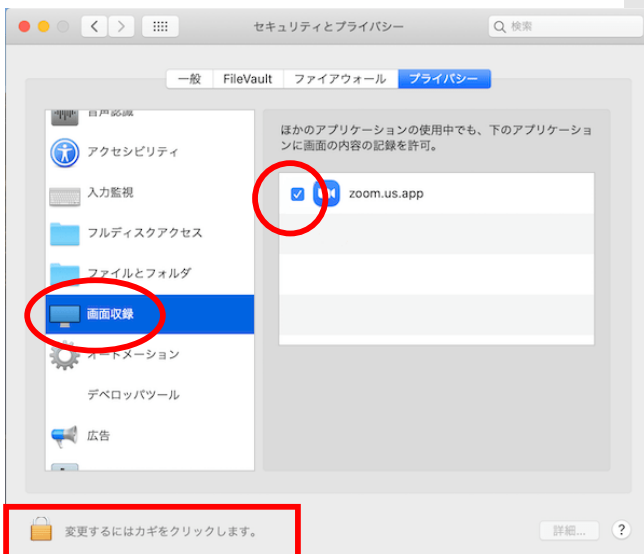 セキュリティとプライバシー
検索
一般 FileVault ファイアウォール プライバシー
音声認識
アクセシビリティ
入力監視
フルディスクアクセス
ファイルとフォルダ
画面収録
オートメーション
デベロッパツール
広告
ほかのアプリケーションの使用中でも、下のアプリケーショ
ンに画面の内容の記録を許可。
zoom.us.app
変更するにはカギをクリックします。
詳細... ?